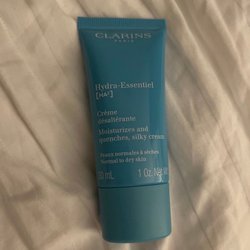 CLARINS
PARIS
Hydra-Essentiel
[HA²]
Crème
désaltérante
Moisturizes and
quenches, silky cream
Peaux normales à sèches
Normal to dry skin
30 mL 1 Oz. Net